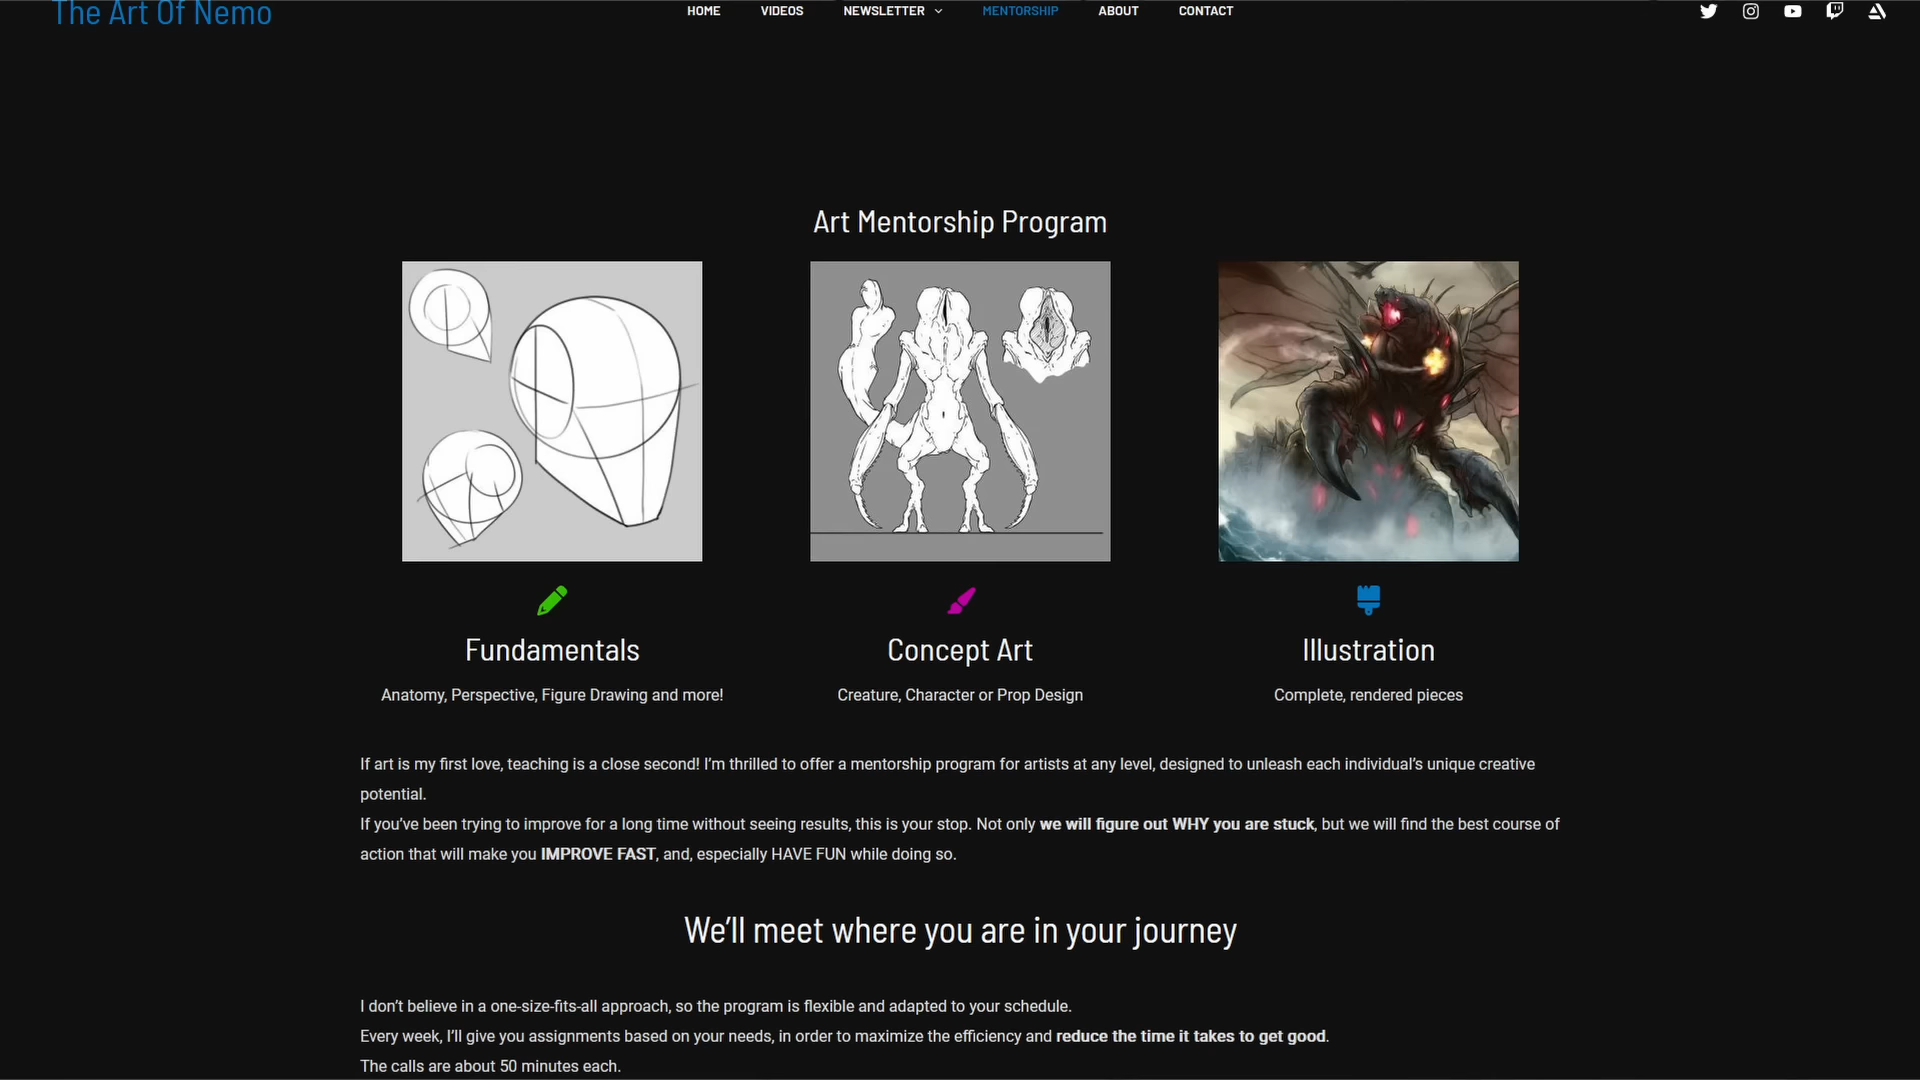 The Art Of Nemo
HOME VIDEOS NEWSLETTER MENTORSHIP ABOUT CONTACT
Art Mentorship Program
Fundamentals
Anatomy, Perspective, Figure Drawing and more!
Concept Art
Creature, Character or Prop Design
Illustration
Complete, rendered pieces
If art is my first love, teaching is a close second! I’m thrilled to offer a mentorship program for artists at any level, designed to unleash each individual’s unique creative
potential.
If you’ve been trying to improve for a long time without seeing results, this is your stop. Not only we will figure out WHY you are stuck, but we will find the best course of
action that will make you IMPROVE FAST, and, especially HAVE FUN while doing so.
We’ll meet where you are in your journey
I don’t believe in a one-size-fits-all approach, so the program is flexible and adapted to your schedule.
Every week, I’ll give you assignments based on your needs, in order to maximize the efficiency and reduce the time it takes to get good.
The calls are about 50 minutes each.